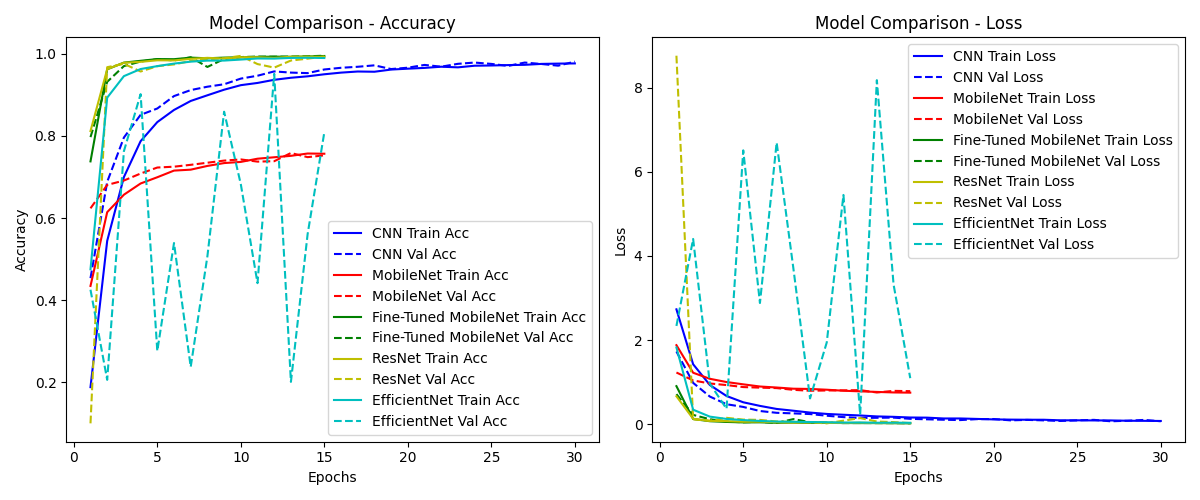 Model Comparison - Accuracy
Accuracy
1.0
0.8
0.6
0.4
0.2
0
5
10
15
20
25
30
Epochs
CNN Train Acc
CNN Val Acc
MobileNet Train Acc
MobileNet Val Acc
Fine-Tuned MobileNet Train Acc
Fine-Tuned MobileNet Val Acc
ResNet Train Acc
ResNet Val Acc
EfficientNet Train Acc
EfficientNet Val Acc
Model Comparison - Loss
Loss
8
6
4
2
0
0
5
10
15
20
25
30
Epochs
CNN Train Loss
CNN Val Loss
MobileNet Train Loss
MobileNet Val Loss
Fine-Tuned MobileNet Train Loss
Fine-Tuned MobileNet Val Loss
ResNet Train Loss
ResNet Val Loss
EfficientNet Train Loss
EfficientNet Val Loss